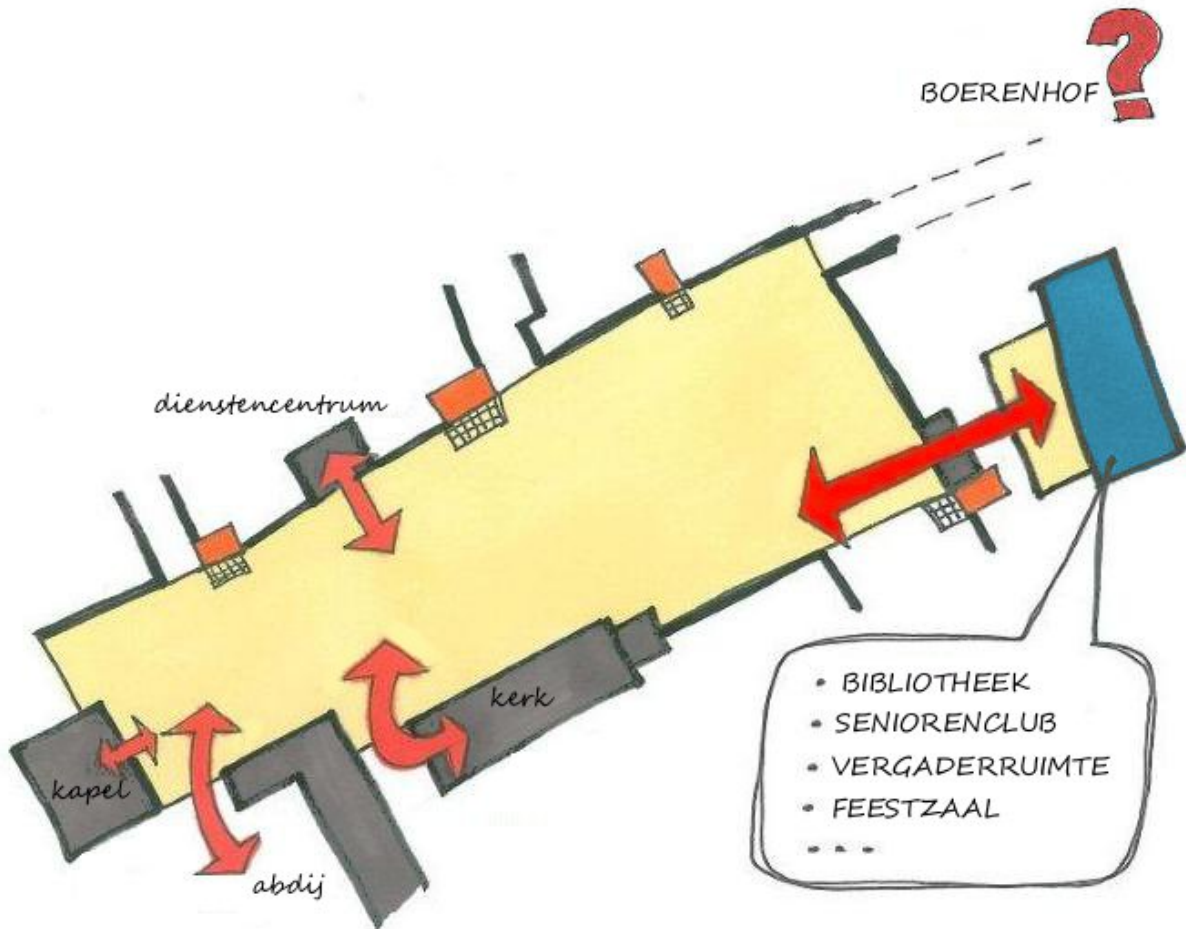 BOERENHOF ?
dienstencentrum
kerk
kapel
abdij
• BIBLIOTHEEK
• SENIORENCLUB
• VERGADERRUIMTE
• FEESTZAAL
- - -